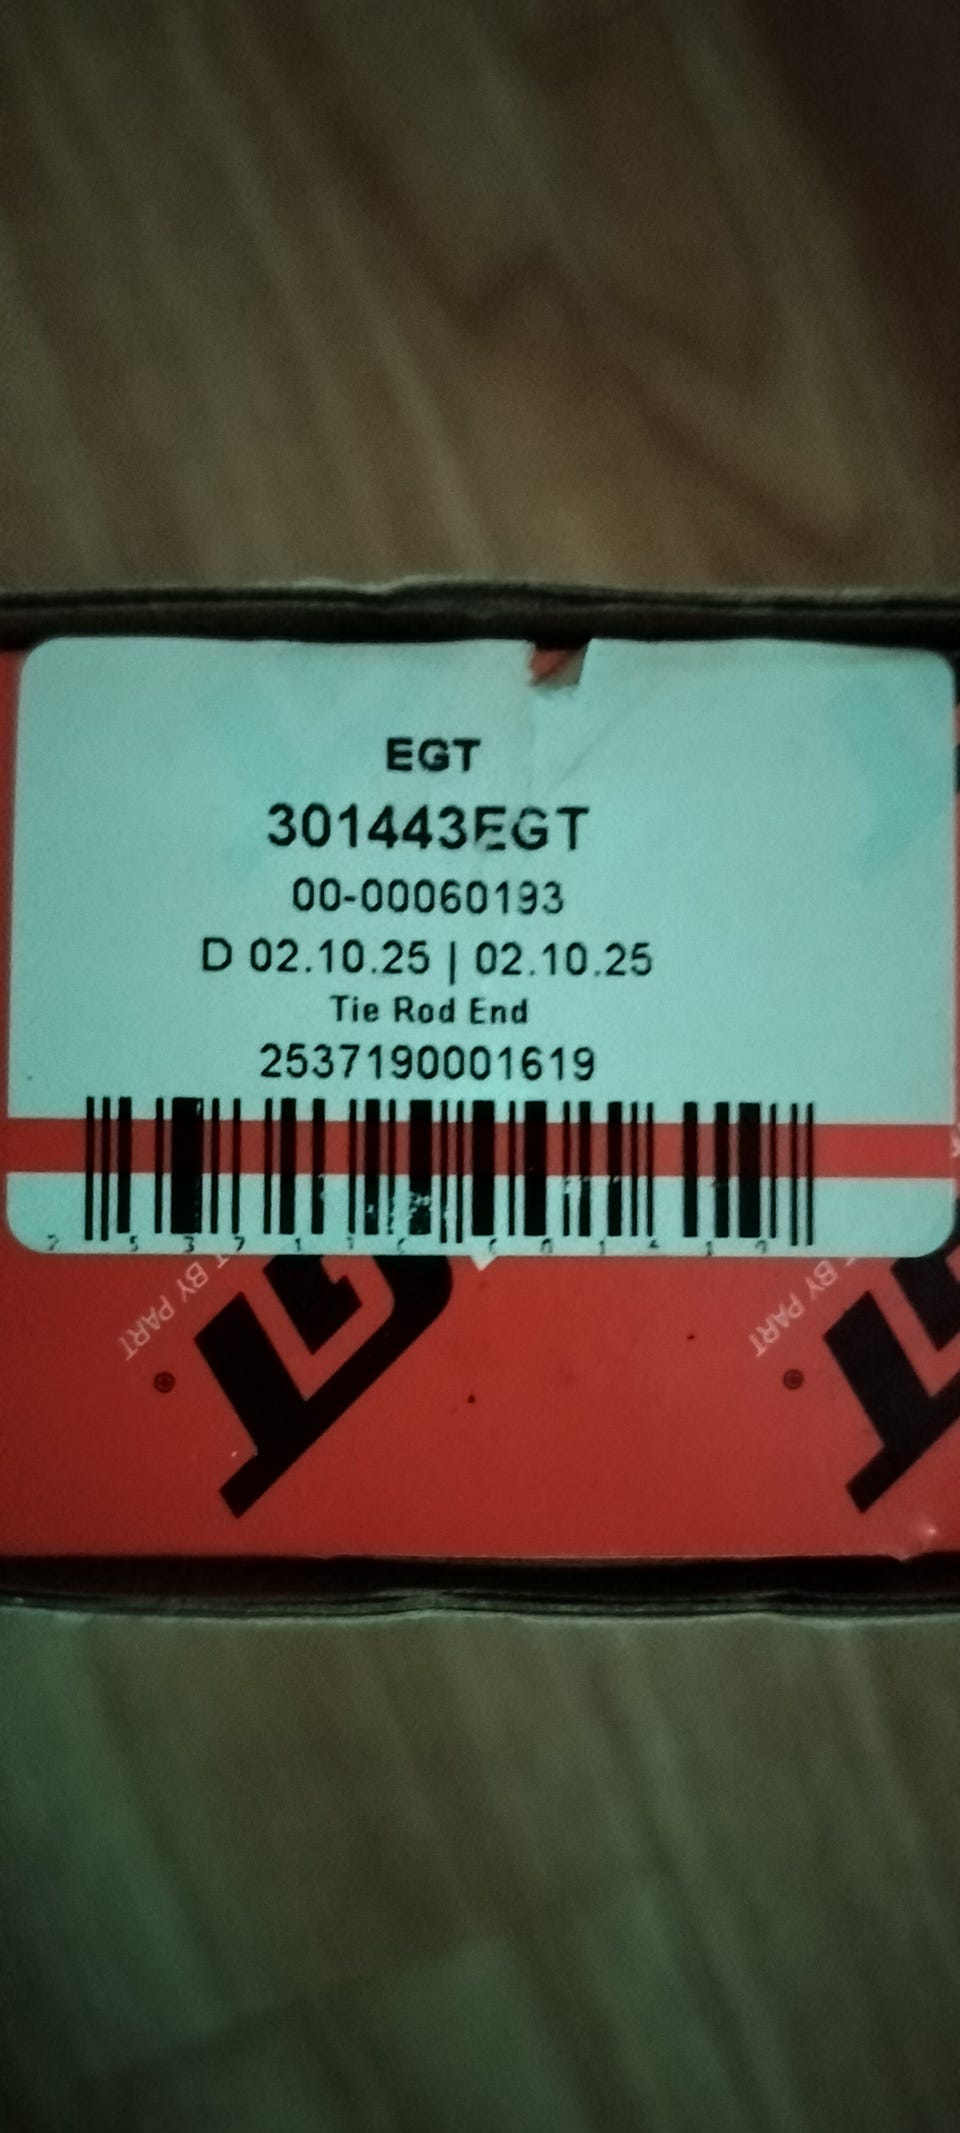 EGT
301443EGT
00-00060193
D 02.10.25 | 02.10.25
Tie Rod End
2537190001619
BY PART
BY PART